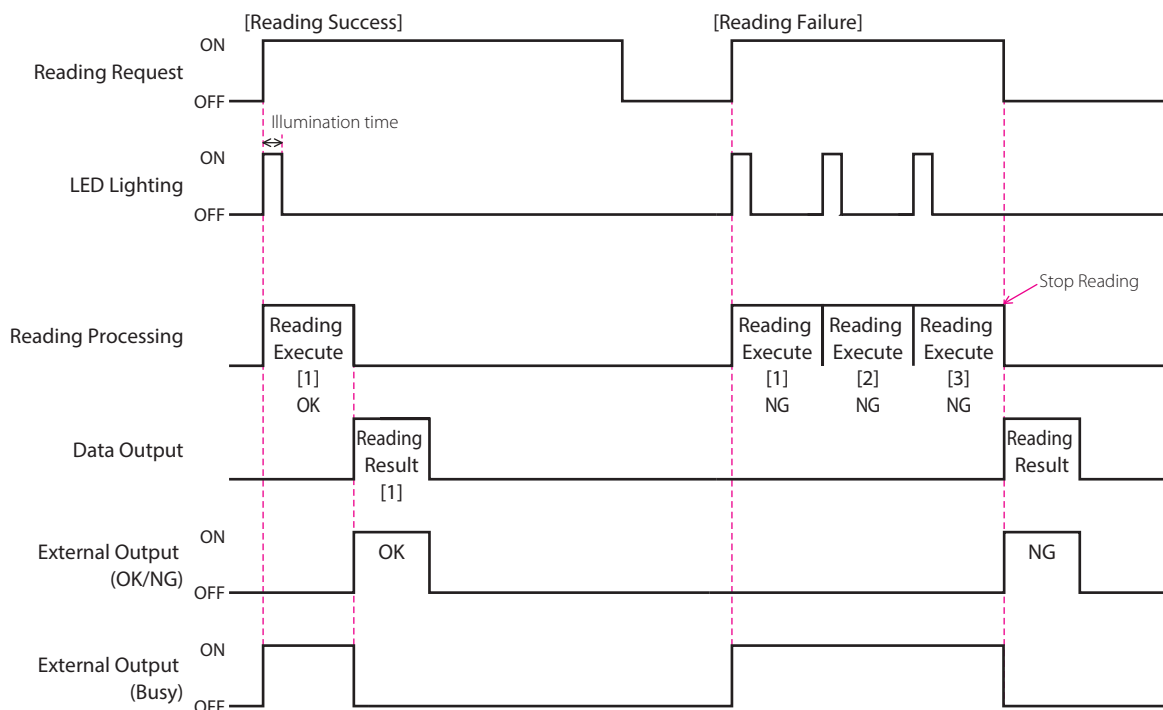 [Reading Success]
[Reading Failure]
ON
Reading Request
OFF
Illumination time
ON
LED Lighting
OFF
Stop Reading
Reading Processing
Reading
Execute
[1]
OK
Reading
Execute
[1]
NG
Reading
Execute
[2]
NG
Reading
Execute
[3]
NG
Data Output
Reading
Result
[1]
Reading
Result
ON
External Output
(OK/NG)
OFF
OK
NG
ON
External Output
(Busy)
OFF